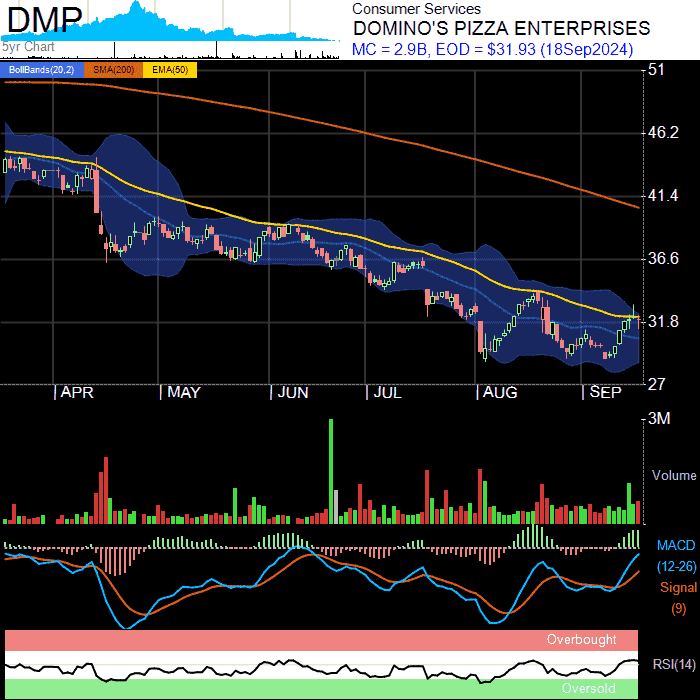 DMP
5yr Chart
Consumer Services
DOMINO'S PIZZA ENTERPRISES
MC = 2.9B, EOD = $31.93 (18Sep2024)
BollBands(20,2) SMA(200) EMA(50)
51
46.2
41.4
36.6
31.8
27
APR MAY JUN JUL AUG SEP
3M
Volume
MACD
(12-26)
Signal
(9)
Overbought
RSI(14)
Oversold